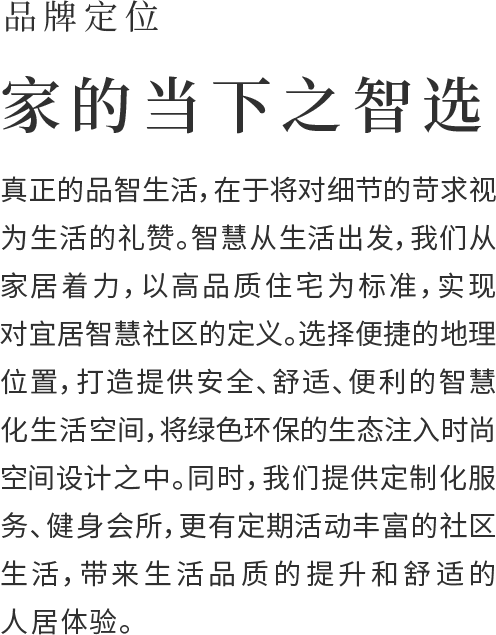 品牌定位
家的当下之智选
真正的品智生活，在于将对细节的苛求视
为生活的礼赞。智慧从生活出发，我们从
家居着力，以高品质住宅为标准，实现
对宜居智慧社区的定义。选择便捷的地理
位置，打造提供安全、舒适、便利的智慧
化生活空间，将绿色环保的生态注入时尚
空间设计之中。同时，我们提供定制化服
务、健身会所，更有定期活动丰富的社区
生活，带来生活品质的提升和舒适的
人居体验。